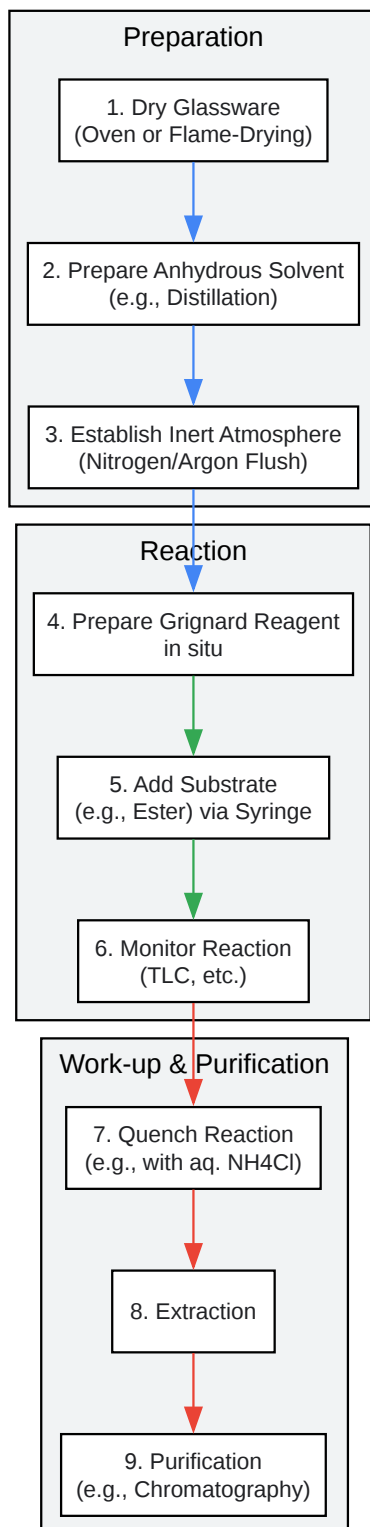 Preparation
1. Dry Glassware
(Oven or Flame-Drying)
2. Prepare Anhydrous Solvent
(e.g., Distillation)
3. Establish Inert Atmosphere
(Nitrogen/Argon Flush)
Reaction
4. Prepare Grignard Reagent
in situ
5. Add Substrate
(e.g., Ester) via Syringe
6. Monitor Reaction
(TLC, etc.)
Work-up & Purification
7. Quench Reaction
(e.g., with aq. NH4Cl)
8. Extraction
9. Purification
(e.g., Chromatography)